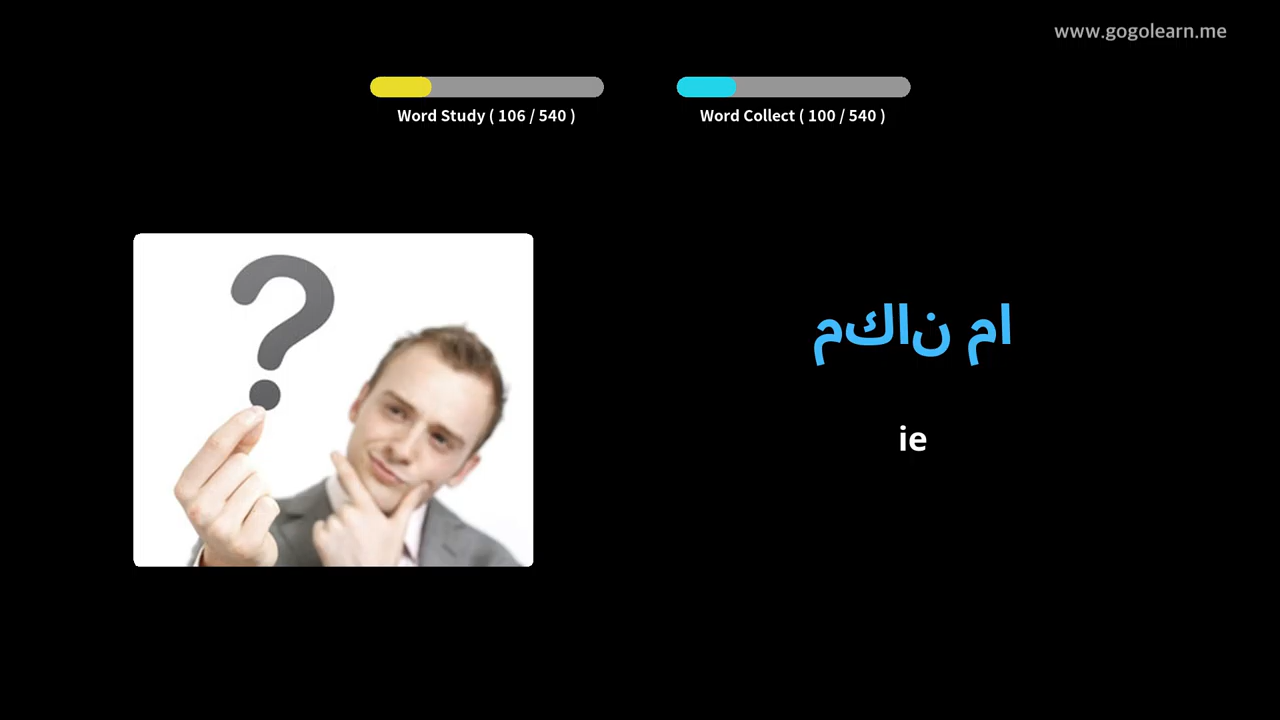 www.gogolearn.me
Word Study ( 106 / 540 )
Word Collect ( 100 / 540 )
مكان ما
ie